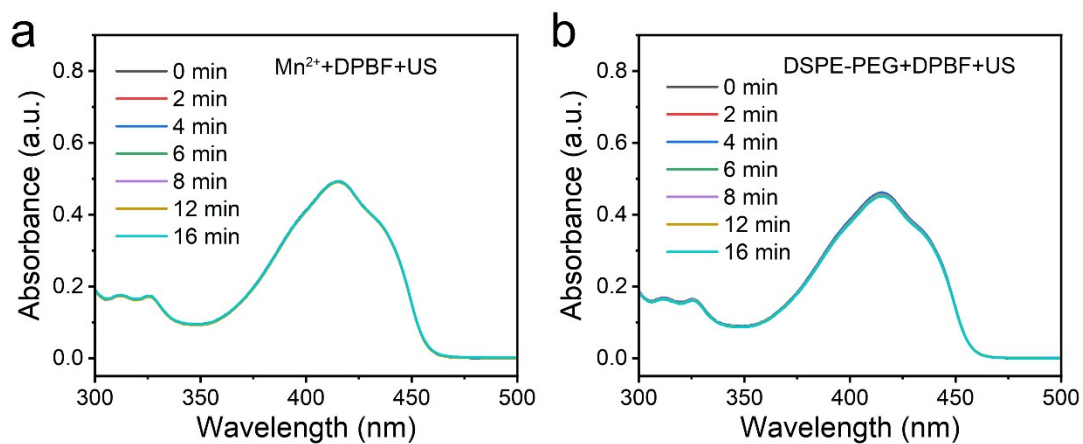 a
Mn²⁺+DPBF+US
0 min
2 min
4 min
6 min
8 min
12 min
16 min
0.8
0.6
0.4
0.2
0.0
Absorbance (a.u.)
300 350 400 450 500
Wavelength (nm)
b
DSPE-PEG+DPBF+US
0 min
2 min
4 min
6 min
8 min
12 min
16 min
0.8
0.6
0.4
0.2
0.0
Absorbance (a.u.)
300 350 400 450 500
Wavelength (nm)